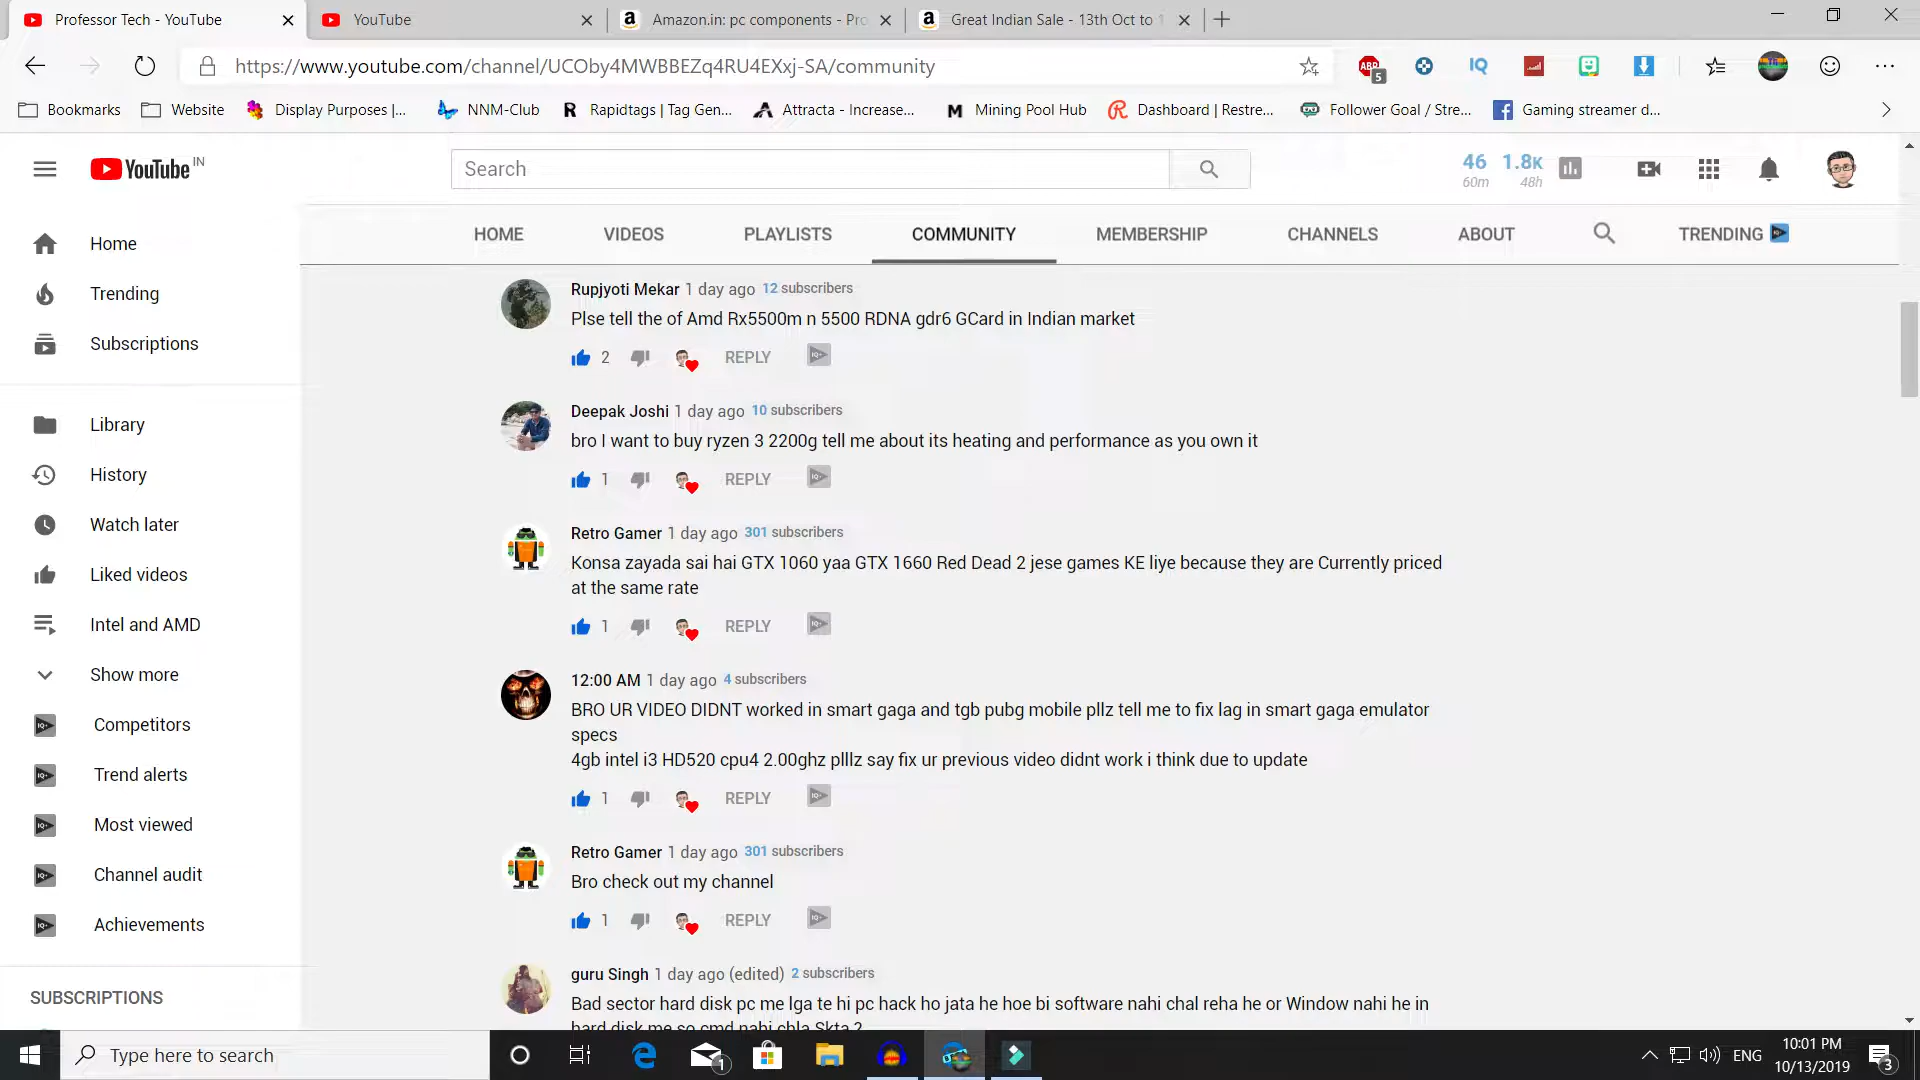 Professor Tech - YouTube
YouTube
Amazon.in: pc components - Pro
Great Indian Sale - 13th Oct to 1
https://www.youtube.com/channel/UCOby4MWBBEZq4RU4EXxj-SA/community
ABP
5
IQ
Bookmarks
Website
Display Purposes |...
NNM-Club
R Rapidtags | Tag Gen...
Attracta - Increase...
M Mining Pool Hub
Dashboard | Restre...
Follower Goal / Stre...
Gaming streamer d...
YouTube IN
Search
46 1.8K
60m 48h
HOME
VIDEOS
PLAYLISTS
COMMUNITY
MEMBERSHIP
CHANNELS
ABOUT
TRENDING
Home
Trending
Subscriptions
Library
History
Watch later
Liked videos
Intel and AMD
Show more
Competitors
Trend alerts
Most viewed
Channel audit
Achievements
SUBSCRIPTIONS
Rupjyoti Mekar 1 day ago 12 subscribers
Plse tell the of Amd Rx5500m n 5500 RDNA gdr6 GCard in Indian market
2 REPLY
Deepak Joshi 1 day ago 10 subscribers
bro I want to buy ryzen 3 2200g tell me about its heating and performance as you own it
1 REPLY
Retro Gamer 1 day ago 301 subscribers
Konsa zayada sai hai GTX 1060 yaa GTX 1660 Red Dead 2 jese games KE liye because they are Currently priced
at the same rate
1 REPLY
12:00 AM 1 day ago 4 subscribers
BRO UR VIDEO DIDNT worked in smart gaga and tgb pubg mobile pllz tell me to fix lag in smart gaga emulator
specs
4gb intel i3 HD520 cpu4 2.00ghz plllz say fix ur previous video didnt work i think due to update
1 REPLY
Retro Gamer 1 day ago 301 subscribers
Bro check out my channel
1 REPLY
guru Singh 1 day ago (edited) 2 subscribers
Bad sector hard disk pc me lga te hi pc hack ho jata he hoe bi software nahi chal reha he or Window nahi he in
hard disk me so cmd nahi chla Skta ?
Type here to search
1
ENG
10:01 PM
10/13/2019
3